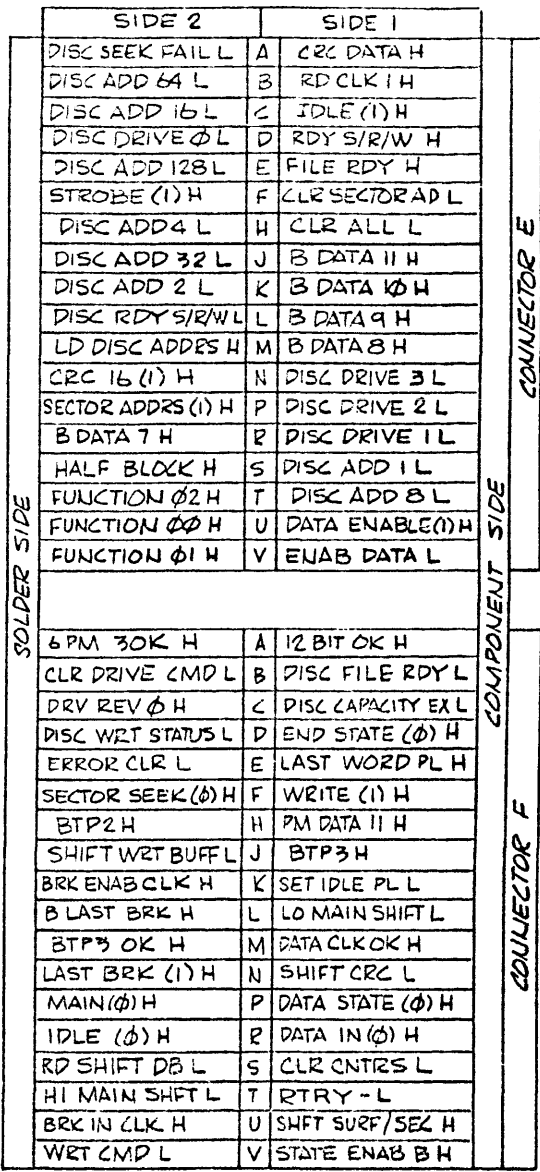 SIDE 2 SIDE 1
DISC SEEK FAIL L A CRC DATA H
DISC ADD 64 L B RD CLK 1 H
DISC ADD 16 L C IDLE (1) H
DISC DRIVE Ø L D RDY S/R/W H
DISC ADD 128 L E FILE RDY H
STROBE (1) H F CLR SECTOR AD L
DISC ADD 4 L H CLR ALL L
DISC ADD 32 L J B DATA 11 H
DISC ADD 2 L K B DATA 1Ø H
DISC RDY S/R/W L L B DATA 9 H
LD DISC ADDRS H M B DATA 8 H
CRC 16 (1) H N DISC DRIVE 3 L
SECTOR ADDRS (1) H P DISC DRIVE 2 L
B DATA 7 H R DISC DRIVE 1 L
HALF BLOCK H S DISC ADD 1 L
FUNCTION Ø2 H T DISC ADD 8 L
FUNCTION ØØ H U DATA ENABLE (1) H
FUNCTION Ø1 H V ENAB DATA L
CONNECTOR E
SOLDER SIDE
COMPONENT SIDE
6 PM 3 OK H A 12 BIT OK H
CLR DRIVE CMD L B DISC FILE RDY L
DRV REV Ø H C DISC CAPACITY EX L
DISC WRT STATUS L D END STATE (Ø) H
ERROR CLR L E LAST WORD PL H
SECTOR SEEK (Ø) H F WRITE (1) H
BTP2 H H PM DATA 11 H
SHIFT WRT BUFF L J BTP3 H
BRK ENAB CLK H K SET IDLE PL L
B LAST BRK H L LO MAIN SHIFT L
BTP3 OK H M DATA CLK OK H
LAST BRK (1) H N SHIFT CRC L
MAIN (Ø) H P DATA STATE (Ø) H
IDLE (Ø) H R DATA IN (Ø) H
RD SHIFT DB L S CLR CNTRS L
HI MAIN SHFT L T RTRY - L
BRK IN CLK H U SHFT SURF/SEC H
WRT CMD L V STATE ENAB B H
CONNECTOR F